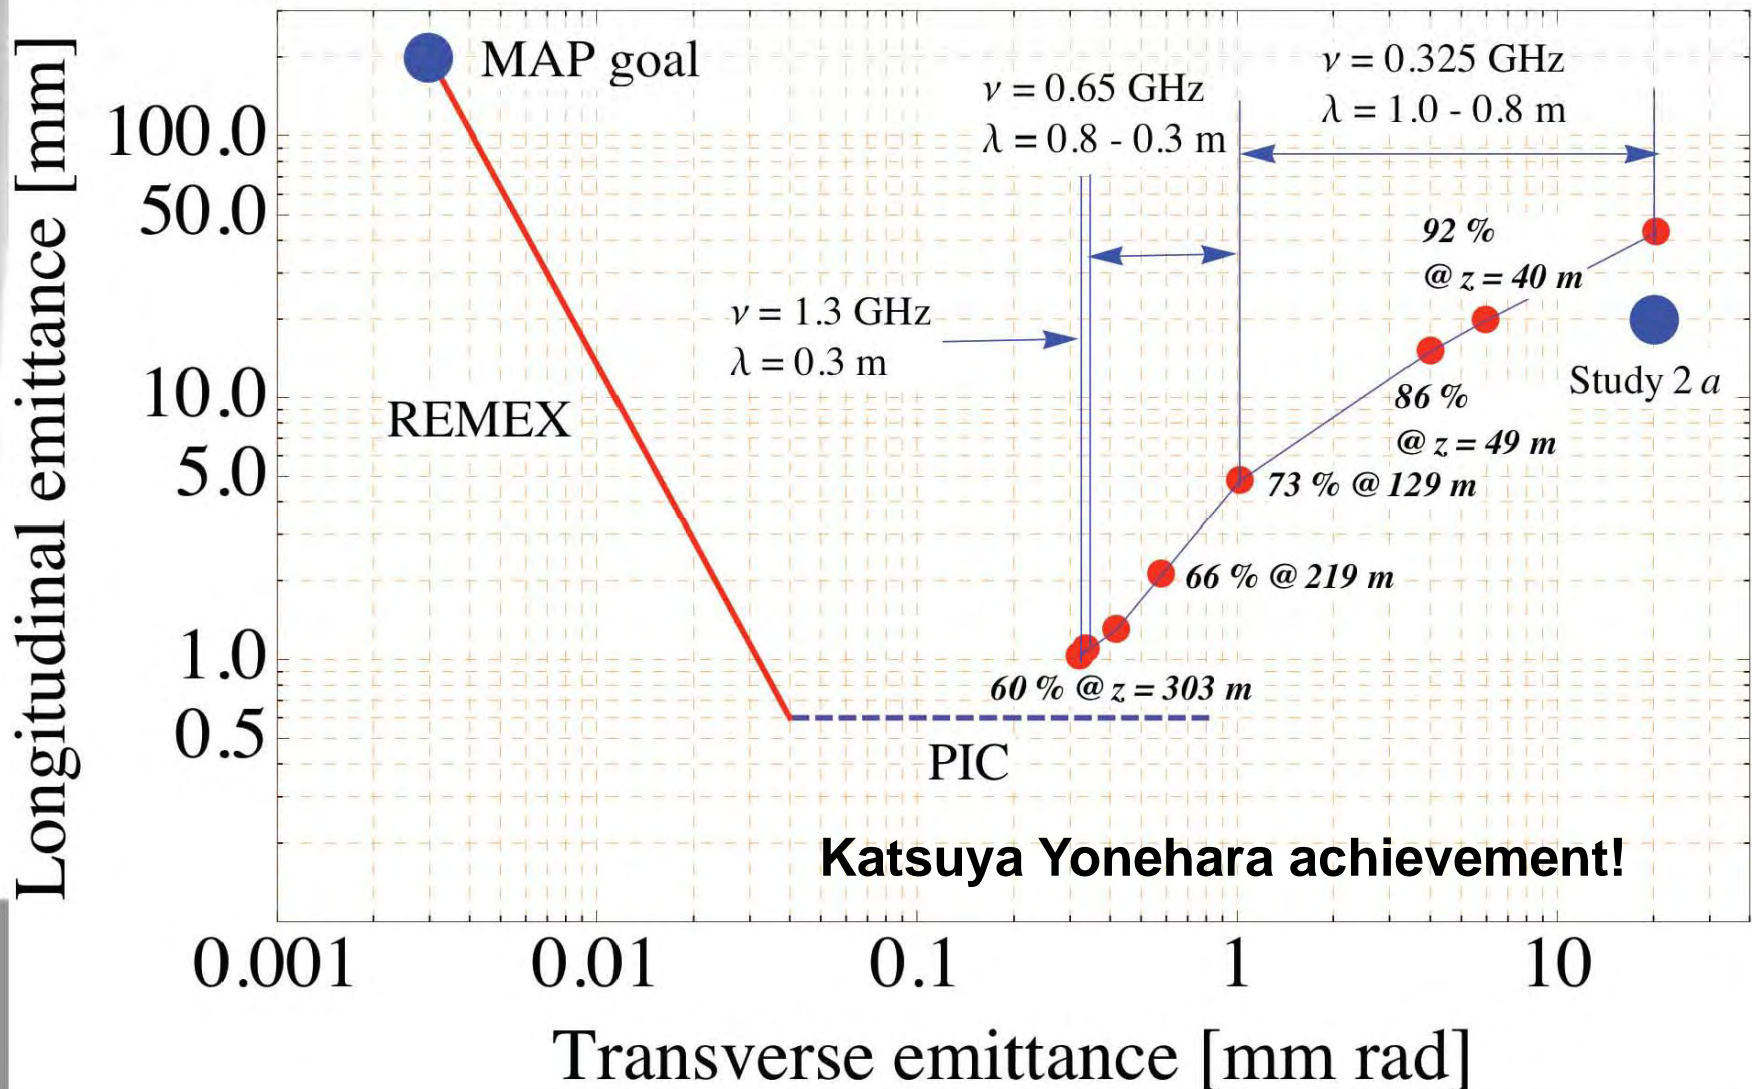 Longitudinal emittance [mm]
100.0
50.0
10.0
5.0
1.0
0.5
MAP goal
ν = 0.65 GHz
λ = 0.8 - 0.3 m
ν = 0.325 GHz
λ = 1.0 - 0.8 m
ν = 1.3 GHz
λ = 0.3 m
92 %
@ z = 40 m
Study 2 a
86 %
@ z = 49 m
REMEX
73 % @ 129 m
66 % @ 219 m
60 % @ z = 303 m
PIC
Katsuya Yonehara achievement!
0.001
0.01
0.1
1
10
Transverse emittance [mm rad]